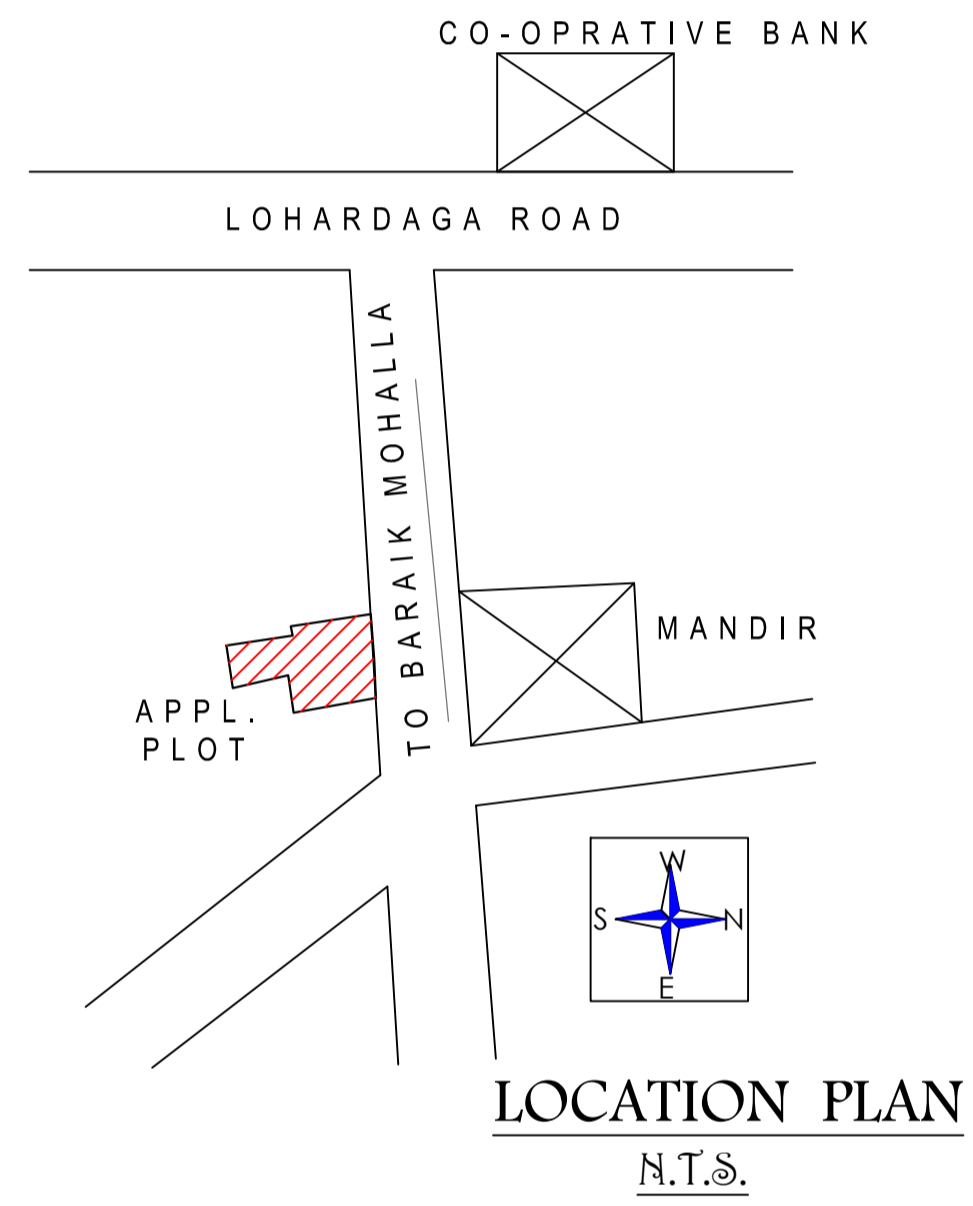 CO-OPRATIVE BANK
LOHARDAGA ROAD
TO BARAIK MOHALLA
MANDIR
APPL.
PLOT
W
S
N
E
LOCATION PLAN
N.T.S.